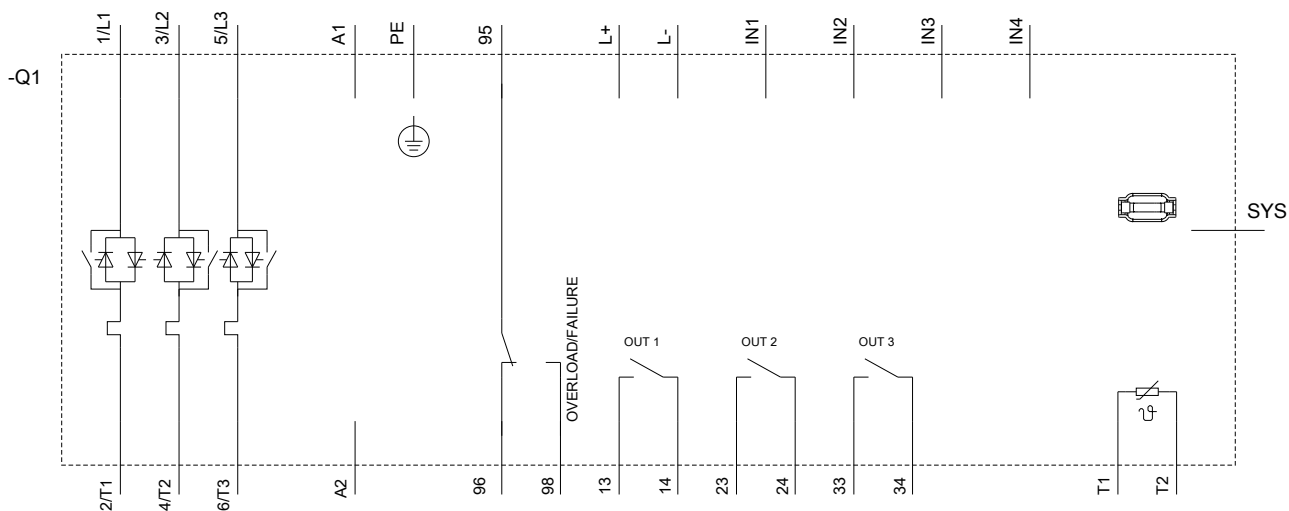 1/L1
3/L2
5/L3
A1
PE
95
L+
L-
IN1
IN2
IN3
IN4
-Q1
SYS
OVERLOAD/FAILURE
OUT 1
OUT 2
OUT 3
ϑ
2/T1
4/T2
6/T3
A2
96
98
13
14
23
24
33
34
T1
T2